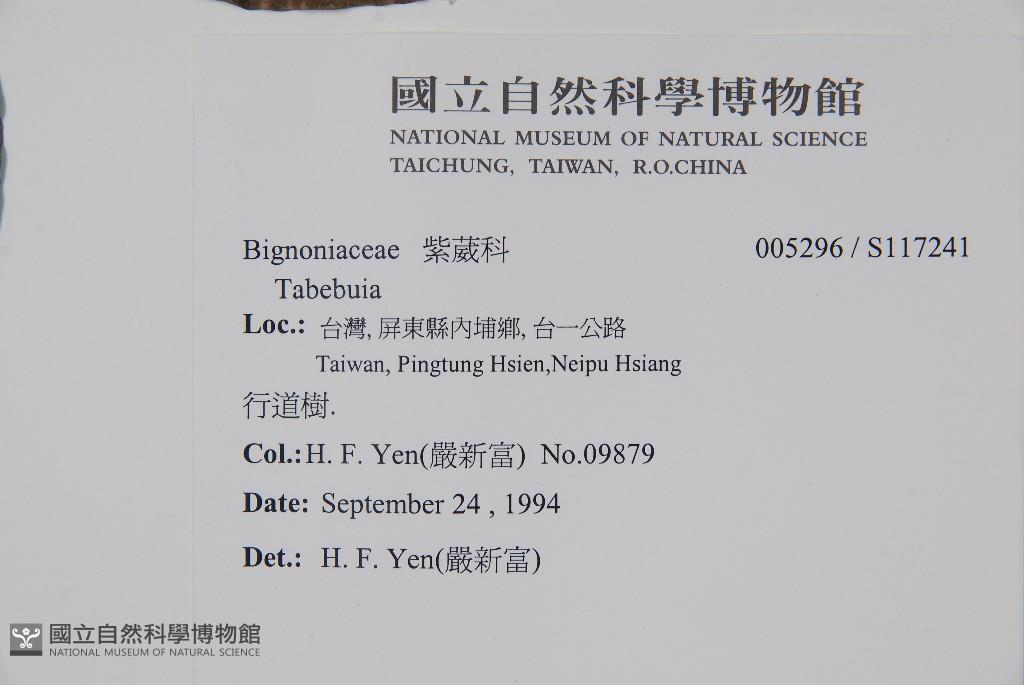 國立自然科學博物館
NATIONAL MUSEUM OF NATURAL SCIENCE
TAICHUNG, TAIWAN, R.O.CHINA
Bignoniaceae 紫葳科 005296 / S117241
Tabebuia
Loc.: 台灣, 屏東縣內埔鄉, 台一公路
Taiwan, Pingtung Hsien,Neipu Hsiang
行道樹.
Col.: H. F. Yen(嚴新富) No.09879
Date: September 24 , 1994
Det.: H. F. Yen(嚴新富)
國立自然科學博物館
NATIONAL MUSEUM OF NATURAL SCIENCE